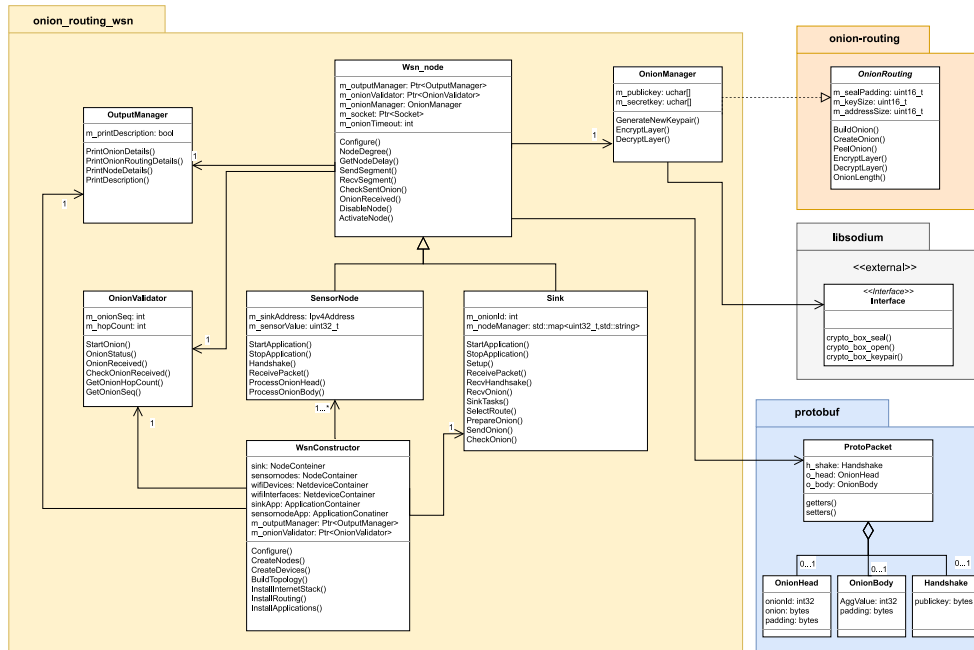 onion_routing_wsn
Wsn_node
m_outputManager: Ptr<OutputManager>
m_onionValidator: Ptr<OnionValidator>
m_onionManager: OnionManager
m_socket: Ptr<Socket>
m_onionTimeout: int
Configure()
NodeDegree()
GetNodeDelay()
SendSegment()
RecvSegment()
CheckSentOnion()
OnionReceived()
DisableNode()
ActivateNode()
OnionManager
m_publickey: uchar[]
m_secretkey: uchar[]
GenerateNewKeypair()
EncryptLayer()
DecryptLayer()
1
OutputManager
m_printDescription: bool
PrintOnionDetails()
PrintOnionRoutingDetails()
PrintNodeDetails()
PrintDescription()
1
1
OnionValidator
m_onionSeq: int
m_hopCount: int
StartOnion()
OnionStatus()
OnionReceived()
CheckOnionReceived()
GetOnionHopCount()
GetOnionSeq()
1
1
SensorNode
m_sinkAddress: Ipv4Address
m_sensorValue: uint32_t
StartApplication()
StopApplication()
Handshake()
ReceivePacket()
ProcessOnionHead()
ProcessOnionBody()
1...*
Sink
m_onionId: int
m_nodeManager: std::map<uint32_t,std::string>
StartApplication()
StopApplication()
Setup()
ReceivePacket()
RecvHandhsake()
RecvOnion()
SinkTasks()
SelectRoute()
PrepareOnion()
SendOnion()
CheckOnion()
1
WsnConstructor
sink: NodeConteiner
sensornodes: NodeContainer
wifiDevices: NetdeviceContainer
wifiInterfaces: NetdeviceContainer
sinkApp: ApplicationContainer
sensornodeApp: ApplicationConatiner
m_outputManager: Ptr<OutputManager>
m_onionValidator: Ptr<OnionValidator>
Configure()
CreateNodes()
CreateDevices()
BuildTopology()
InstallInternetStack()
InstallRouting()
InstallApplications()
onion-routing
OnionRouting
m_sealPadding: uint16_t
m_keySize: uint16_t
m_addressSize: uint16_t
BuildOnion()
CreateOnion()
PeelOnion()
EncryptLayer()
DecryptLayer()
OnionLength()
libsodium
<<external>>
<<Interface>>
Interface
crypto_box_seal()
crypto_box_open()
crypto_box_keypair()
protobuf
ProtoPacket
h_shake: Handshake
o_head: OnionHead
o_body: OnionBody
getters()
setters()
0...1
0...1
0...1
OnionHead
onionId: int32
onion: bytes
padding: bytes
OnionBody
AggValue: int32
padding: bytes
Handshake
publickey: bytes